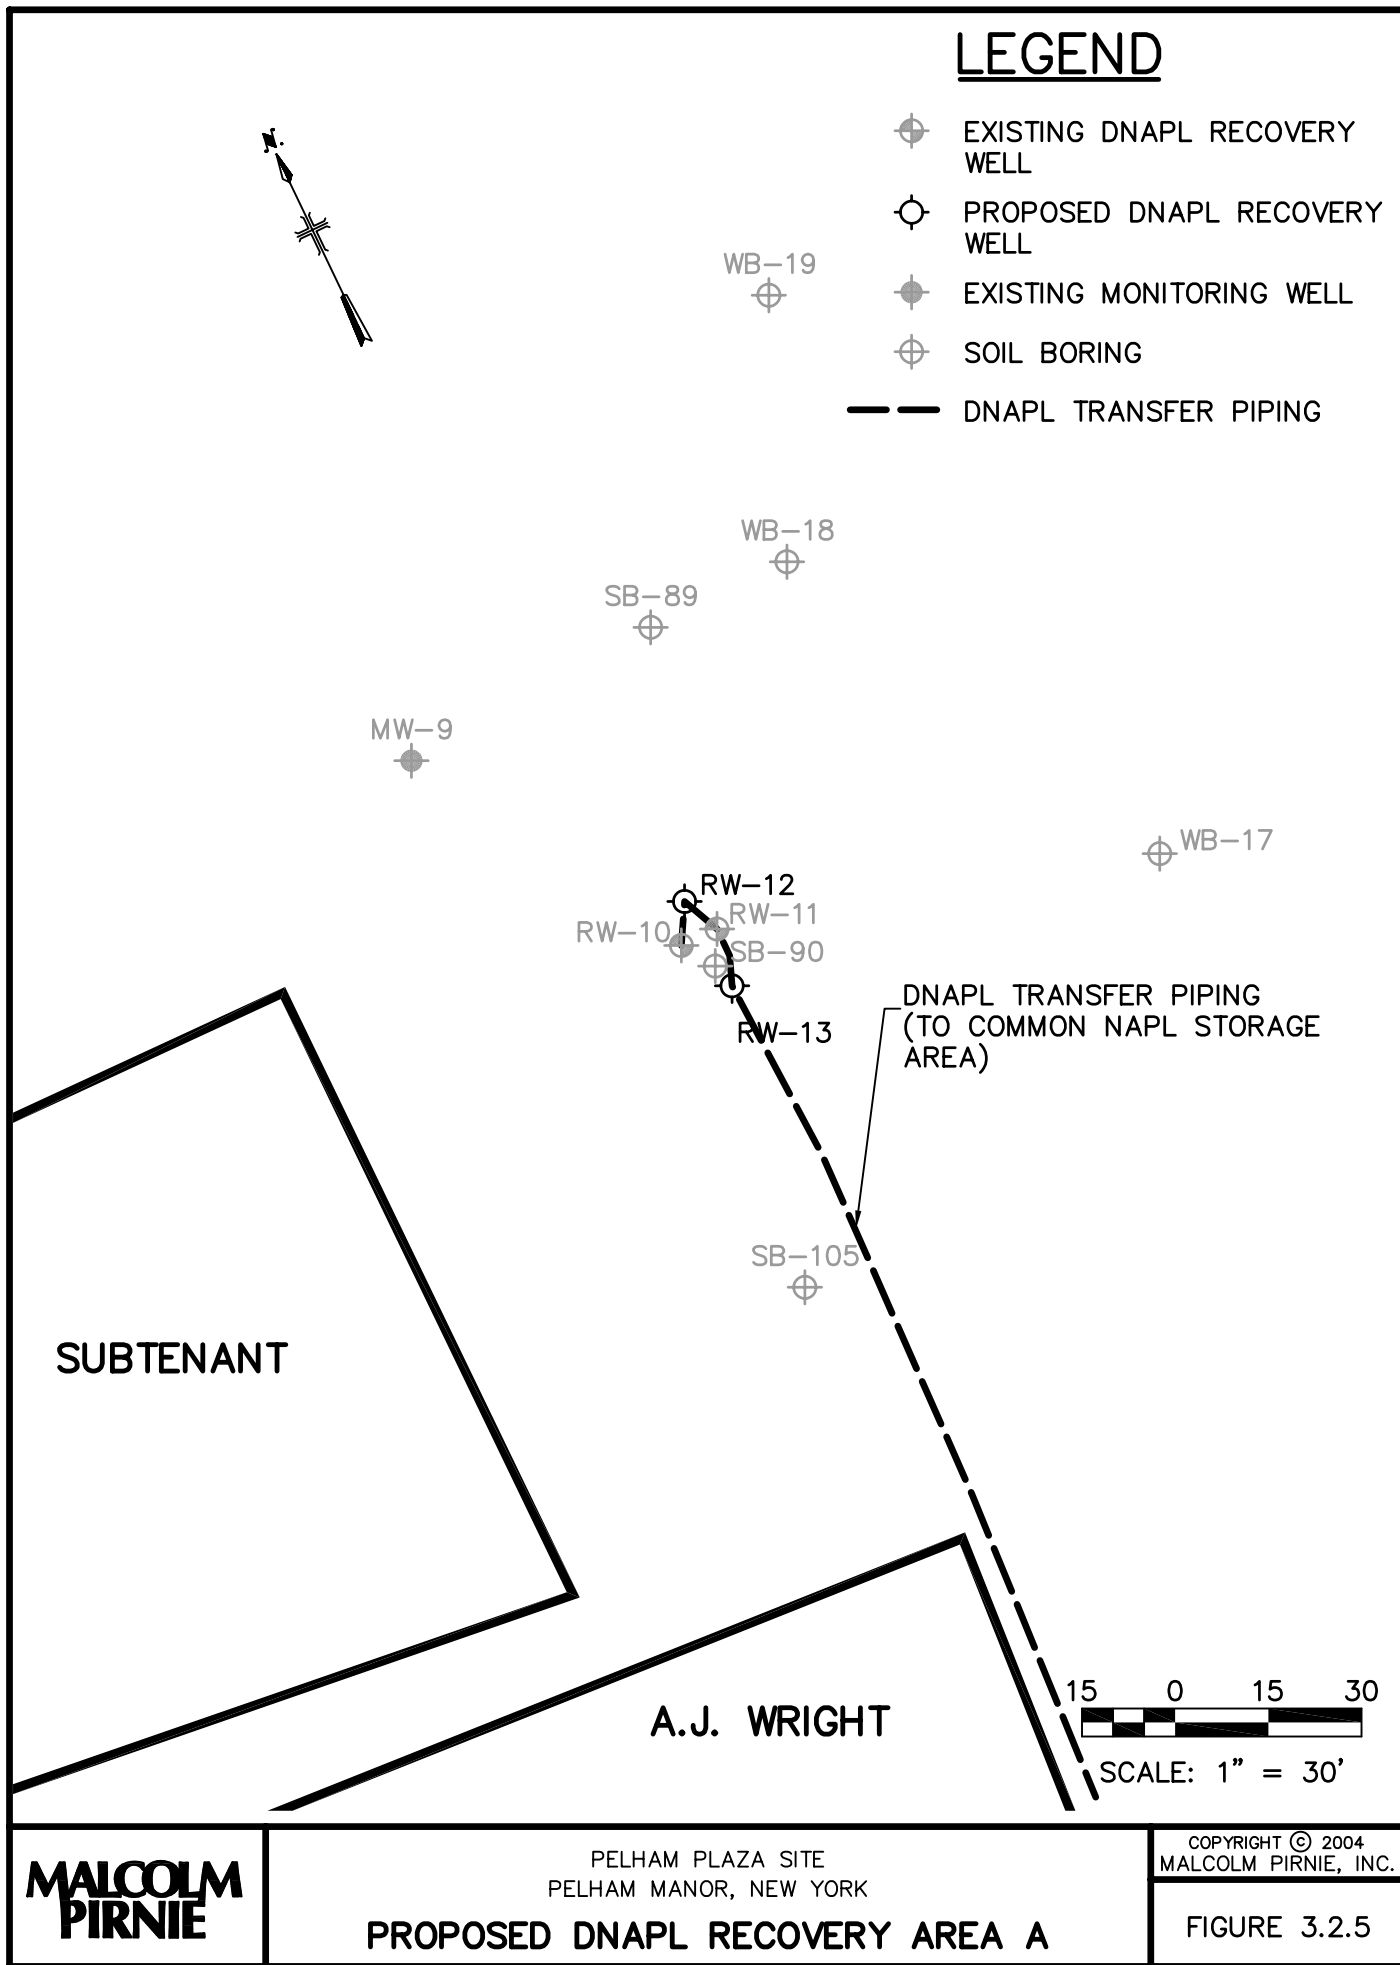 LEGEND
EXISTING DNAPL RECOVERY
WELL
PROPOSED DNAPL RECOVERY
WELL
EXISTING MONITORING WELL
SOIL BORING
DNAPL TRANSFER PIPING
N.
WB-19
WB-18
SB-89
MW-9
WB-17
RW-12
RW-11
RW-10
SB-90
RW-13
DNAPL TRANSFER PIPING
(TO COMMON NAPL STORAGE
AREA)
SB-105
SUBTENANT
A.J. WRIGHT
15 0 15 30
SCALE: 1" = 30'
MALCOLM
PIRNIE
PELHAM PLAZA SITE
PELHAM MANOR, NEW YORK
PROPOSED DNAPL RECOVERY AREA A
COPYRIGHT © 2004
MALCOLM PIRNIE, INC.
FIGURE 3.2.5